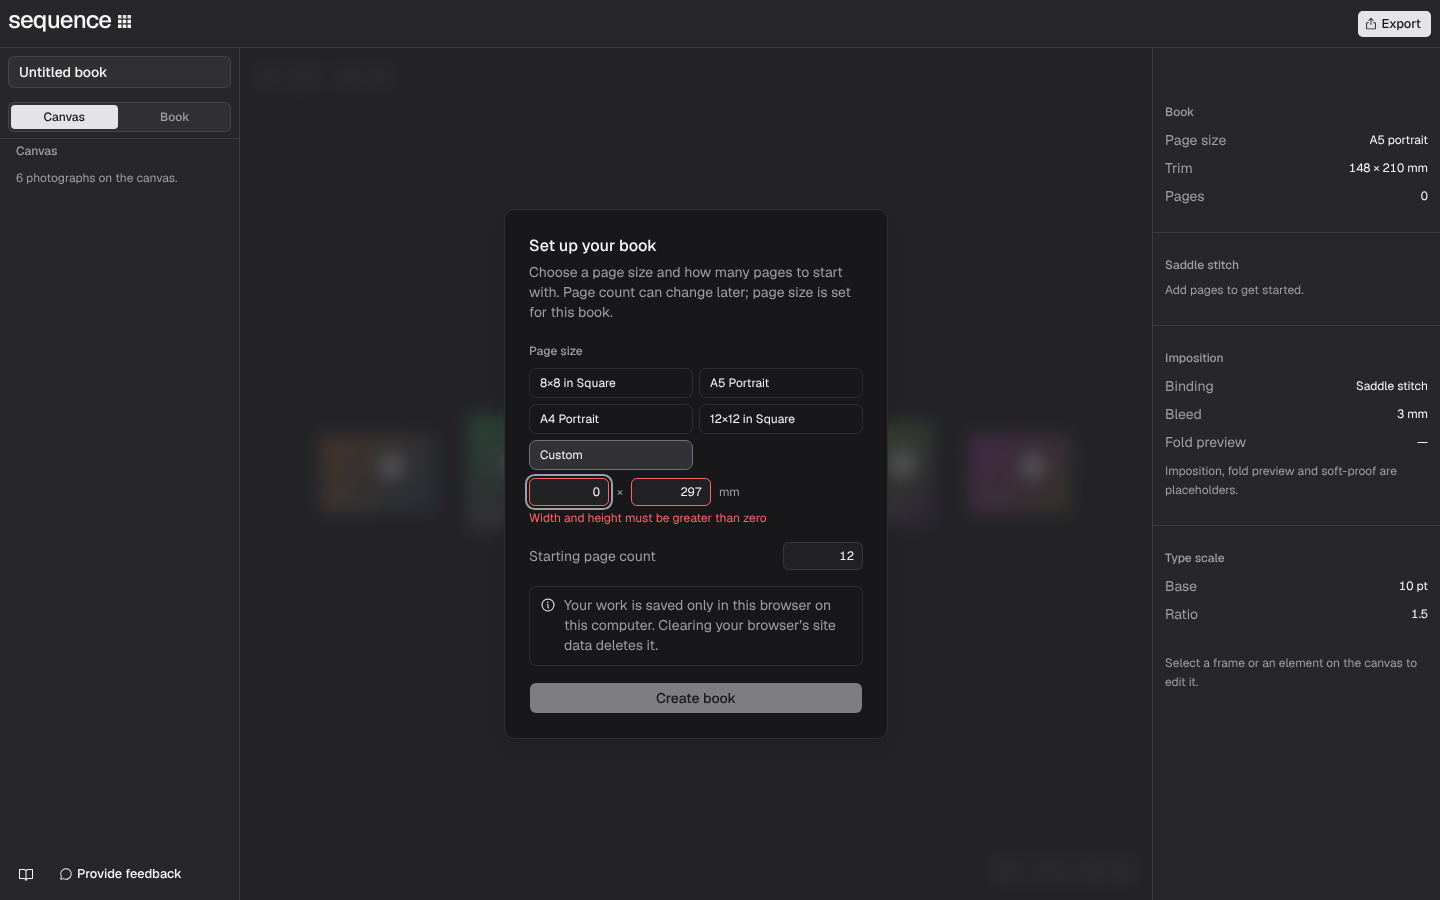 sequence
Export
Untitled book
Canvas
Book
Canvas
6 photographs on the canvas.
Set up your book
Choose a page size and how many pages to start
with. Page count can change later; page size is set
for this book.
Page size
8×8 in Square
A5 Portrait
A4 Portrait
12×12 in Square
Custom
0 × 297 mm
Width and height must be greater than zero
Starting page count 12
Your work is saved only in this browser on
this computer. Clearing your browser's site
data deletes it.
Create book
Book
Page size A5 portrait
Trim 148 × 210 mm
Pages 0
Saddle stitch
Add pages to get started.
Imposition
Binding Saddle stitch
Bleed 3 mm
Fold preview —
Imposition, fold preview and soft-proof are
placeholders.
Type scale
Base 10 pt
Ratio 1.5
Select a frame or an element on the canvas to
edit it.
Provide feedback